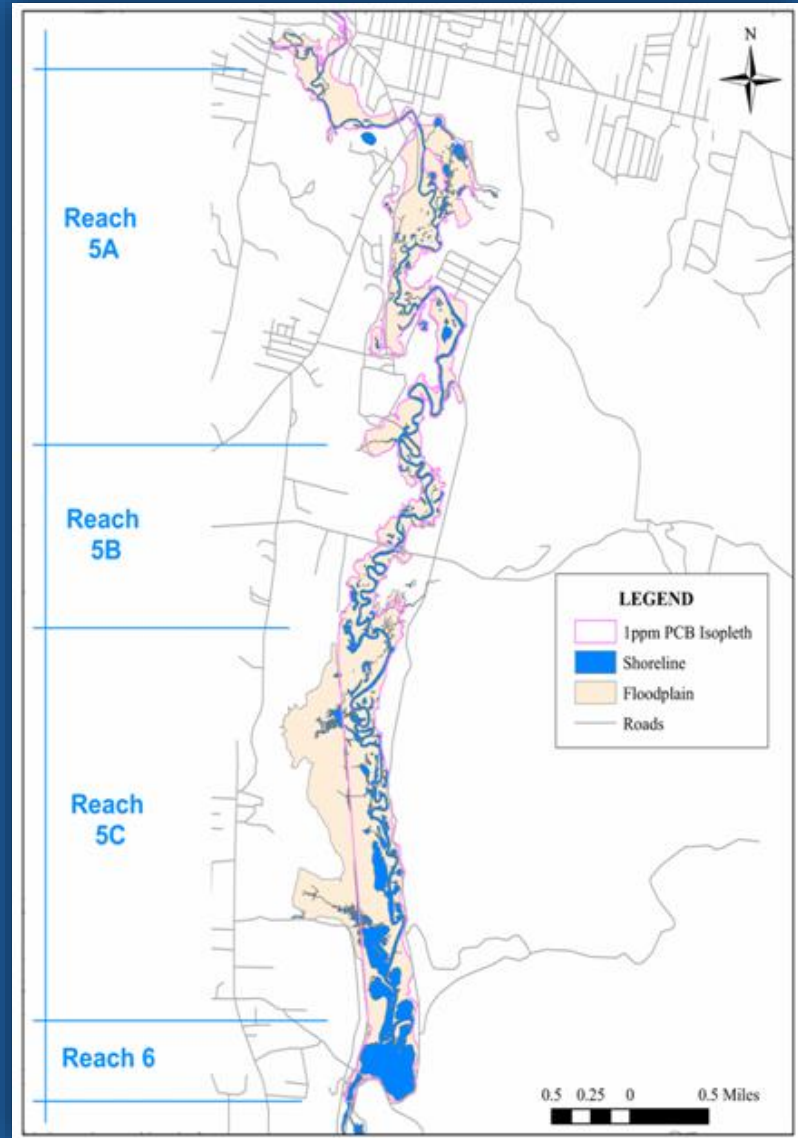 N
Reach
5A
Reach
5B
LEGEND
1ppm PCB Isopleth
Shoreline
Floodplain
Roads
Reach
5C
Reach 6
0.5 0.25 0 0.5 Miles